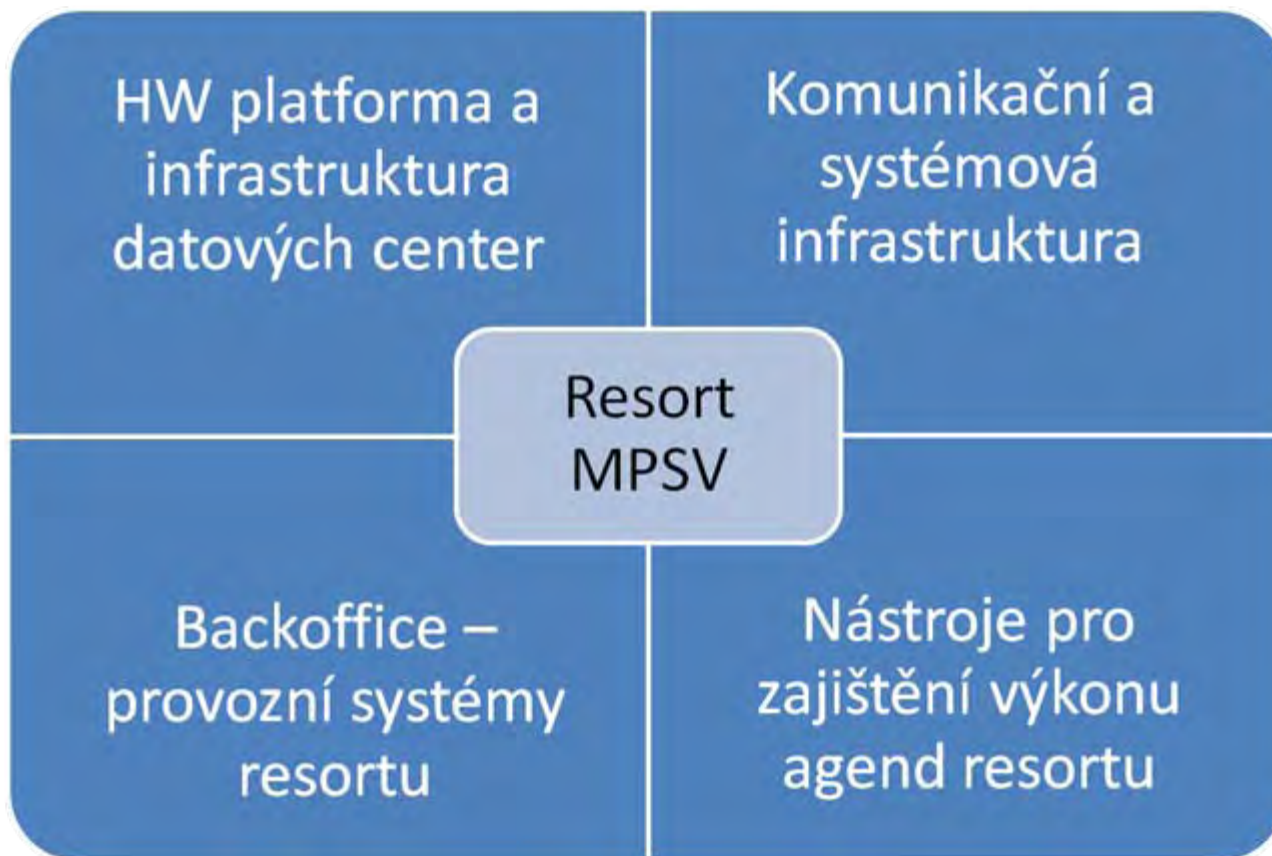 HW platforma a
infrastruktura
datových center
Komunikační a
systémová
infrastruktura
Resort
MPSV
Backoffice –
provozní systémy
resortu
Nástroje pro
zajištění výkonu
agend resortu